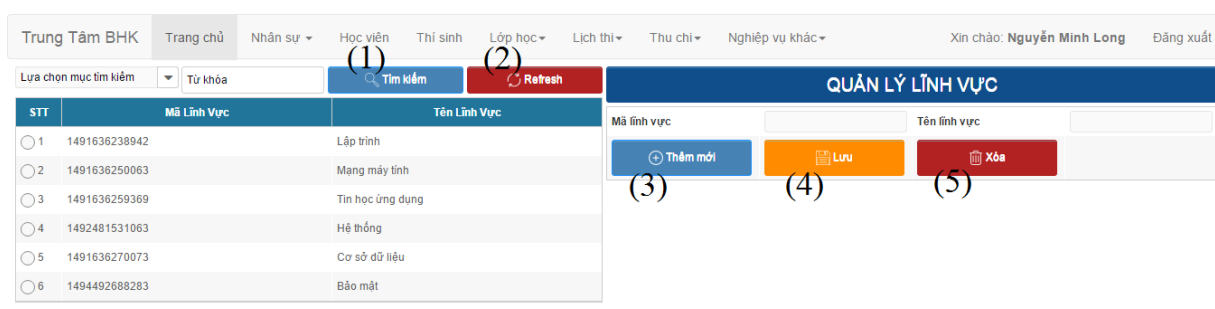 Trung Tâm BHK Trang chủ Nhân sự Học viên Thí sinh Lớp học Lịch thi Thu chi Nghiệp vụ khác Xin chào: Nguyễn Minh Long Đăng xuất
(1) (2)
Lựa chọn mục tìm kiếm Từ khóa Tìm kiếm Refresh
QUẢN LÝ LĨNH VỰC
STT Mã Lĩnh Vực Tên Lĩnh Vực
Mã lĩnh vực Tên lĩnh vực
1 1491636238942 Lập trình
2 1491636250063 Mạng máy tính
3 1491636259369 Tin học ứng dụng
4 1492481531063 Hệ thống
5 1491636270073 Cơ sở dữ liệu
6 1494492688283 Bảo mật
Thêm mới Lưu Xóa
(3) (4) (5)